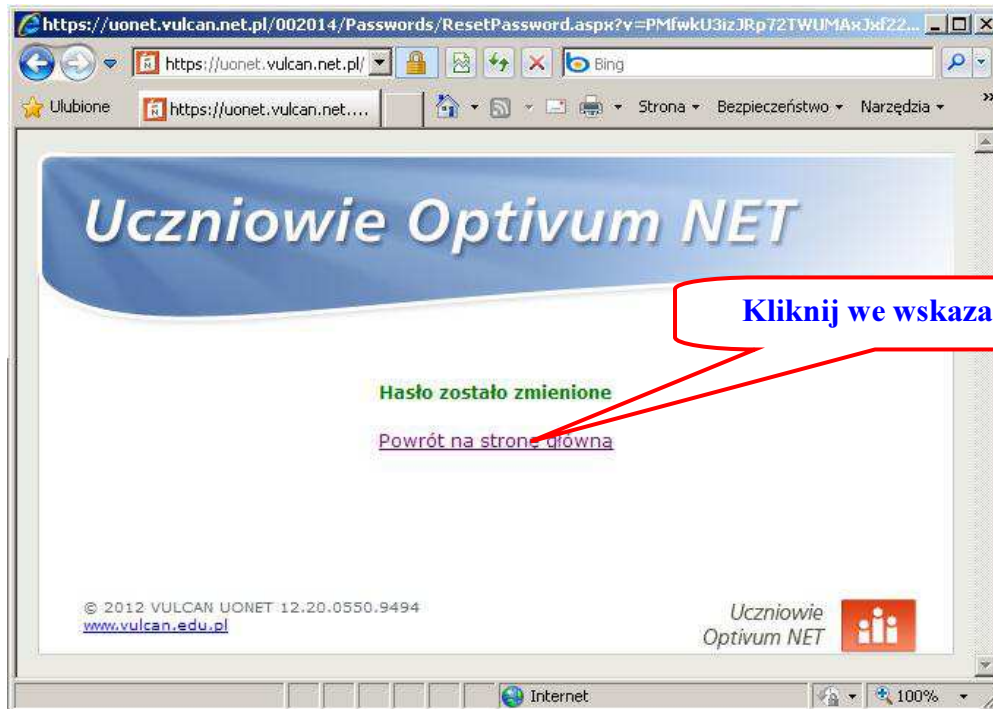 https://uonet.vulcan.net.pl/002014/Passwords/ResetPassword.aspx?v=PMfwkU3izJRp72TWUMAxJxf22...
https://uonet.vulcan.net.pl/
Bing
Ulubione
https://uonet.vulcan.net....
Strona
Bezpieczeństwo
Narzędzia
»
Uczniowie Optivum NET
Kliknij we wskaza
Hasło zostało zmienione
Powrót na stronę główną
© 2012 VULCAN UONET 12.20.0550.9494
www.vulcan.edu.pl
Uczniowie
Optivum NET
Internet
100%